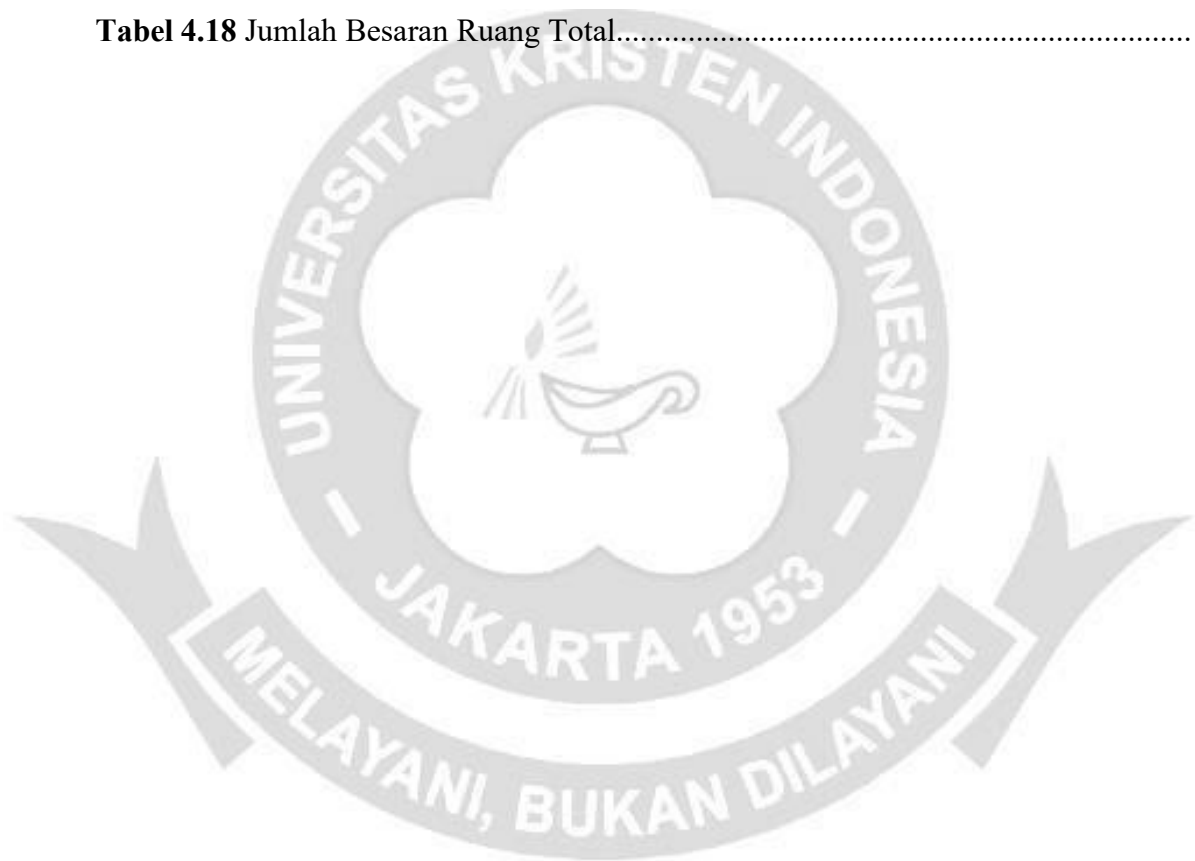 Tabel 4.18 Jumlah Besaran Ruang Total..........................................................................
UNIVERSITAS KRISTEN INDONESIA
- JAKARTA 1953 -
MELAYANI, BUKAN DILAYANI